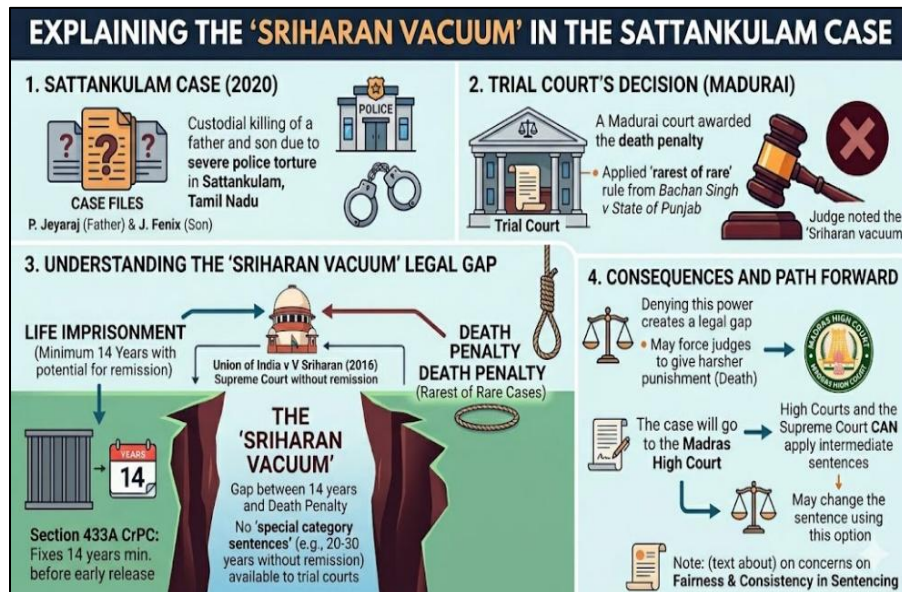 EXPLAINING THE ‘SRIHARAN VACUUM’ IN THE SATTANKULAM CASE
1. SATTANKULAM CASE (2020)
CASE FILES
P. Jeyaraj (Father) & J. Fenix (Son)
Custodial killing of a
father and son due to
severe police torture
in Sattankulam,
Tamil Nadu
POLICE
2. TRIAL COURT’S DECISION (MADURAI)
Trial Court
A Madurai court awarded
the death penalty
• Applied ‘rarest of rare’
rule from Bachan Singh
v State of Punjab
Judge noted the
‘Sriharan vacuum
3. UNDERSTANDING THE ‘SRIHARAN VACUUM’ LEGAL GAP
LIFE IMPRISONMENT
(Minimum 14 Years with
potential for remission)
YEARS
14
Section 433A CrPC:
Fixes 14 years min.
before early release
Union of India v V Sriharan (2016)
Supreme Court without remission
THE
‘SRIHARAN
VACUUM’
Gap between 14 years
and Death Penalty
No ‘special category
sentences’ (e.g., 20-30
years without remission)
available to trial courts
DEATH
PENALTY
DEATH PENALTY
(Rarest of Rare Cases)
4. CONSEQUENCES AND PATH FORWARD
Denying this power
creates a legal gap
• May force judges
to give harsher
punishment (Death)
MADRAS HIGH COURT
The case will go
to the Madras
High Court
High Courts and the
Supreme Court CAN
apply intermediate
sentences
May change the
sentence using
this option
Note: (text about) on concerns on
Fairness & Consistency in Sentencing